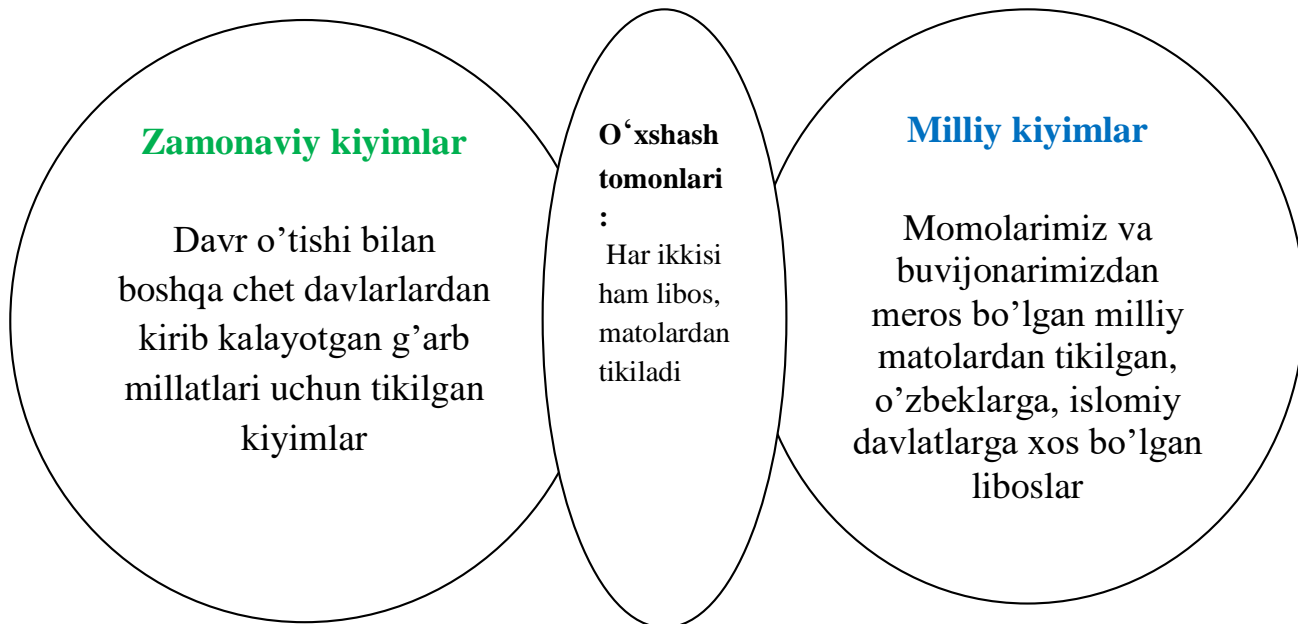 Zamonaviy kiyimlar
Davr o’tishi bilan
boshqa chet davlarlardan
kirib kalayotgan g’arb
millatlari uchun tikilgan
kiyimlar
O‘xshash
tomonlari
:
Har ikkisi
ham libos,
matolardan
tikiladi
Milliy kiyimlar
Momolarimiz va
buvijonarimizdan
meros bo’lgan milliy
matolardan tikilgan,
o’zbeklarga, islomiy
davlatlarga xos bo’lgan
liboslar